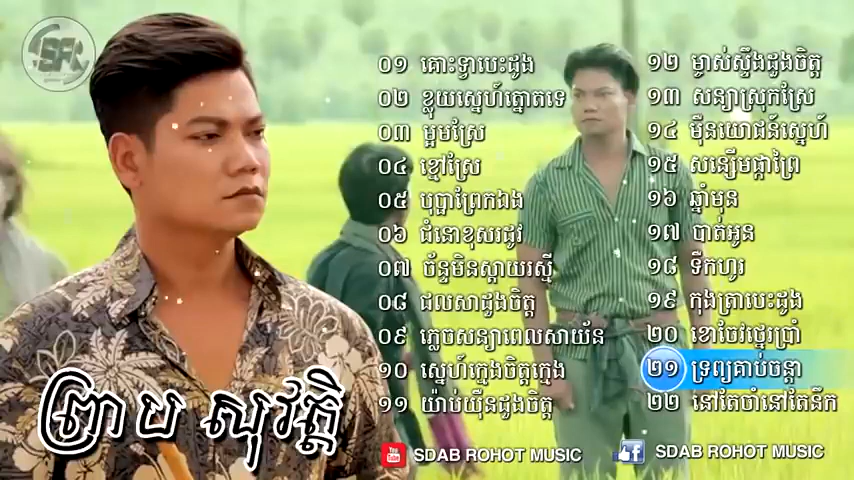 SF
០១ គោះទ្វាបេះដូង
០២ ខ្លួយស្នេហ៍ត្នោតទេ
០៣ ម្អមស្រែ
០៤ ខ្មៅស្រែ
០៥ បុប្ផាព្រែកឯង
០៦ ជំនោខុសរដូវ
០៧ ច័ន្ទមិនស្តាយរស្មី
០៨ ជលសាដួងចិត្ត
០៩ ភ្លេចសន្យាពេលសាយ័ន
១០ ស្នេហ៍ក្មេងចិត្តក្មេង
១១ យ៉ាប់យ៉ឺនដួងចិត្ត
១២ ម្ចាស់ស្ទឹងដួងចិត្ត
១៣ សន្យាស្រុកស្រែ
១៤ ម៉ឺនយោជន៍ស្នេហ៍
១៥ សន្សើមផ្កាព្រៃ
១៦ ឆ្នាំមុន
១៧ បាត់អូន
១៨ ទឹកហូរ
១៩ កុងត្រាបេះដូង
២០ ខោចែវថ្នេរប្រាំ
២១ ទ្រព្យគាប់ចន្តា
២២ នៅតែចាំនៅតែនឹក
ព្រាប សុវត្ថិ
You Tube SDAB ROHOT MUSIC
f SDAB ROHOT MUSIC